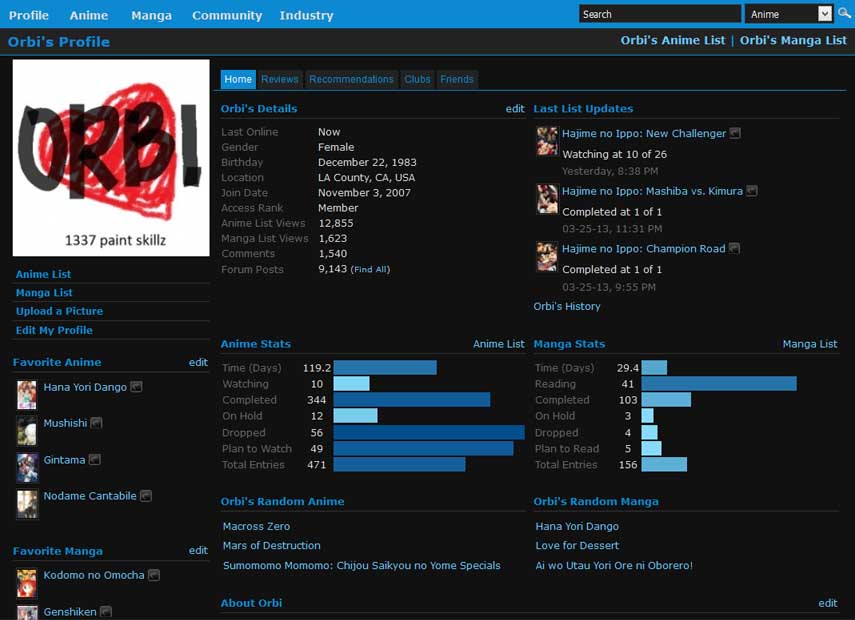 Profile Anime Manga Community Industry Search Anime
Orbi's Profile Orbi's Anime List | Orbi's Manga List
ORBI.
1337 paint skillz
Anime List
Manga List
Upload a Picture
Edit My Profile
Favorite Anime edit
Hana Yori Dango
Mushishi
Gintama
Nodame Cantabile
Favorite Manga edit
Kodomo no Omocha
Genshiken
Home Reviews Recommendations Clubs Friends
Orbi's Details edit
Last Online Now
Gender Female
Birthday December 22, 1983
Location LA County, CA, USA
Join Date November 3, 2007
Access Rank Member
Anime List Views 12,855
Manga List Views 1,623
Comments 1,540
Forum Posts 9,143 (Find All)
Last List Updates
Hajime no Ippo: New Challenger
Watching at 10 of 26
Yesterday, 8:38 PM
Hajime no Ippo: Mashiba vs. Kimura
Completed at 1 of 1
03-25-13, 11:31 PM
Hajime no Ippo: Champion Road
Completed at 1 of 1
03-25-13, 9:55 PM
Orbi's History
Anime Stats Anime List
Time (Days) 119.2
Watching 10
Completed 344
On Hold 12
Dropped 56
Plan to Watch 49
Total Entries 471
Manga Stats Manga List
Time (Days) 29.4
Reading 41
Completed 103
On Hold 3
Dropped 4
Plan to Read 5
Total Entries 156
Orbi's Random Anime
Macross Zero
Mars of Destruction
Sumomomo Momomo: Chijou Saikyou no Yome Specials
Orbi's Random Manga
Hana Yori Dango
Love for Dessert
Ai wo Utau Yori Ore ni Oborero!
About Orbi edit